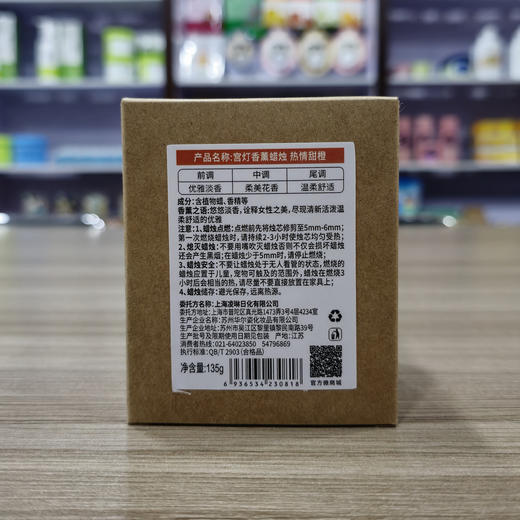 产品名称:宫灯香薰蜡烛 热情甜橙
前调 中调 尾调
优雅淡香 柔美花香 温柔舒适
成分:含植物蜡、香精等
香薰之语:悠悠淡香,诠释女性之美,尽现清新活泼温
柔舒适的优雅
注意:1、蜡烛点燃:点燃前先将烛芯修剪至5mm-6mm;
第一次燃烧蜡烛时,请持续2-3小时使烛芯均匀受热;
2、熄灭蜡烛:不要用嘴吹灭蜡烛否则不仅会损坏蜡烛
还会产生黑烟;在蜡烛少于5mm时,请停止燃烧;
3、蜡烛安全:不要让蜡烛处于无人看管的状态,燃烧的
蜡烛应置于儿童,宠物可触及的范围外,蜡烛在燃烧3
小时后会相当的热,请尽量不要直接放置在家具上;
4、蜡烛储存:避光保存,远离热源。
委托方:上海凌琳日化有限公司
委托方地址:上海市普陀区光复西路1473弄3号4层4234室
生产企业名称:苏州华尔姿化妆品有限公司
生产企业地址:苏州市吴江区黎里镇黎民南路39号
生产批号及限期使用日期见包装 产地:江苏
消费者热线:021-64023850 54796869
执行标准:QB/T 2903 (合格品)
净含量:135g
6 936534 230818
官方微商城